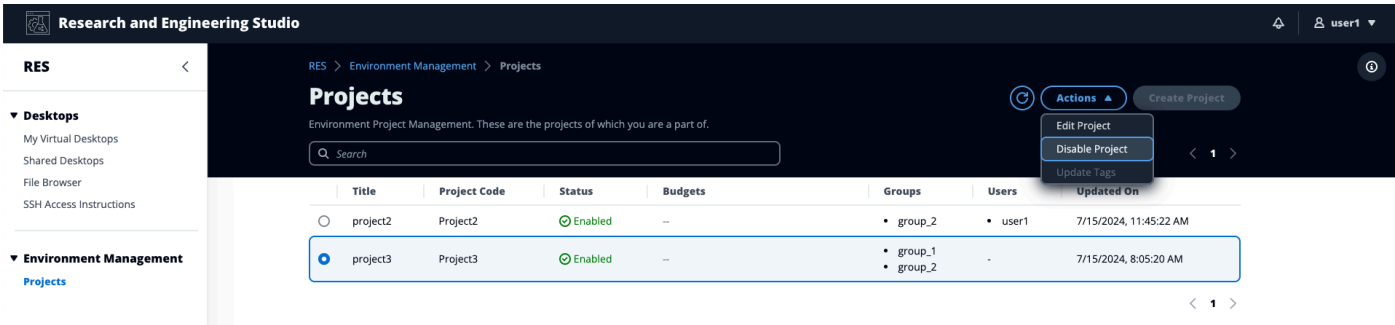 Research and Engineering Studio
user1
RES
RES > Environment Management > Projects
Projects
Actions
Create Project
Environment Project Management. These are the projects of which you are a part of.
Edit Project
Disable Project
Update Tags
Search
1
Desktops
My Virtual Desktops
Shared Desktops
File Browser
SSH Access Instructions
Environment Management
Projects
Title Project Code Status Budgets Groups Users Updated On
project2 Project2 Enabled -- • group_2 • user1 7/15/2024, 11:45:22 AM
project3 Project3 Enabled -- • group_1 • group_2 - 7/15/2024, 8:05:20 AM
1